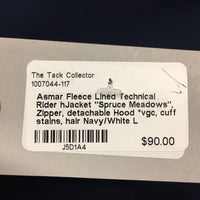 The Tack Collector
1007044-117
Asmar Fleece Lined Technical
Rider hJacket "Spruce Meadows",
Zipper, detachable Hood *vgc, cuff
stains, hair Navy/White L
J5D1A4
$90.00